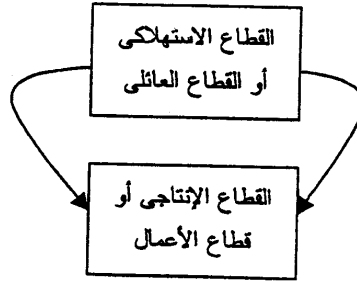 القطاع الاستهلاكى
أو القطاع العائلى
القطاع الإنتاجى أو
قطاع الأعمال